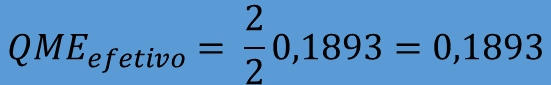 QME_efetivo = 2/2 0,1893 = 0,1893